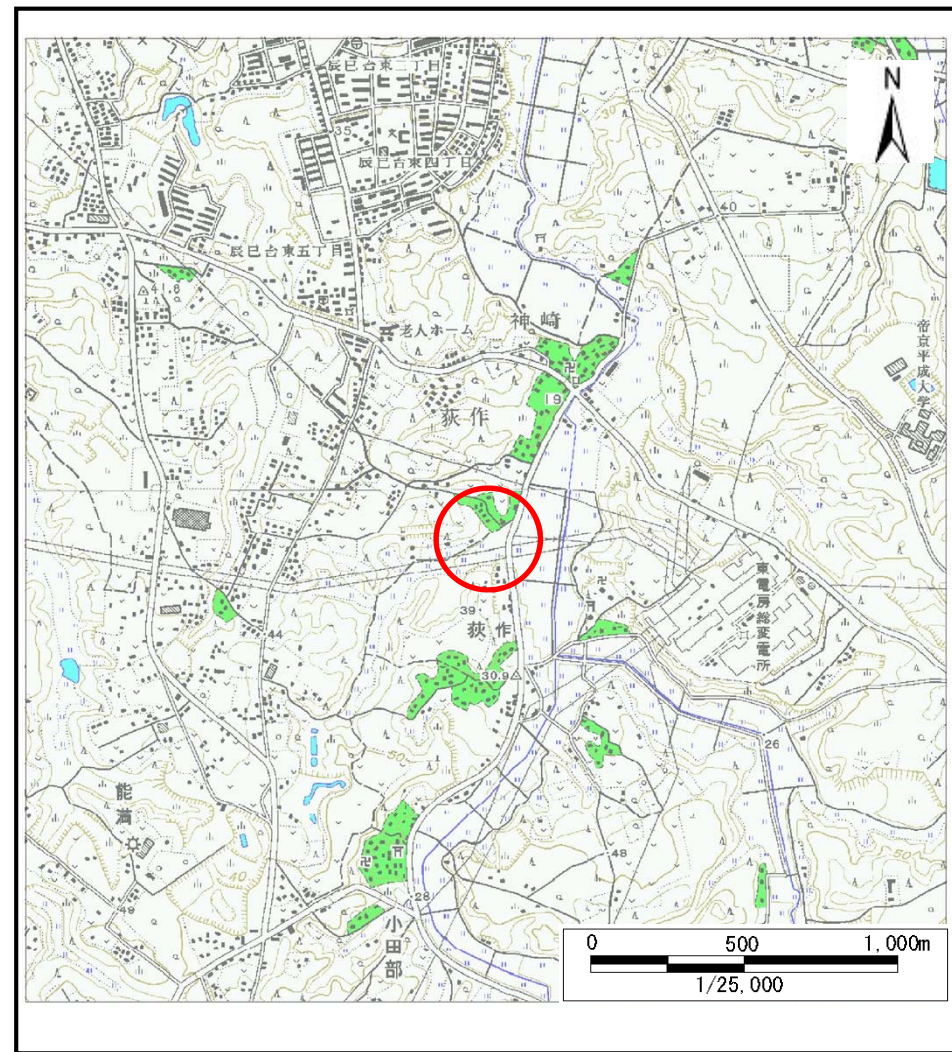 辰巳台東二丁目
N
35
辰巳台東四丁目
40
辰巳台東五丁目
41.8
神崎
老人ホーム
帝京平成大学
19
荻作
東電房総変電所
39
荻作
44
30.9
26
50
能満
48
50
40
49
28
小田部
0 500 1,000m
1/25,000